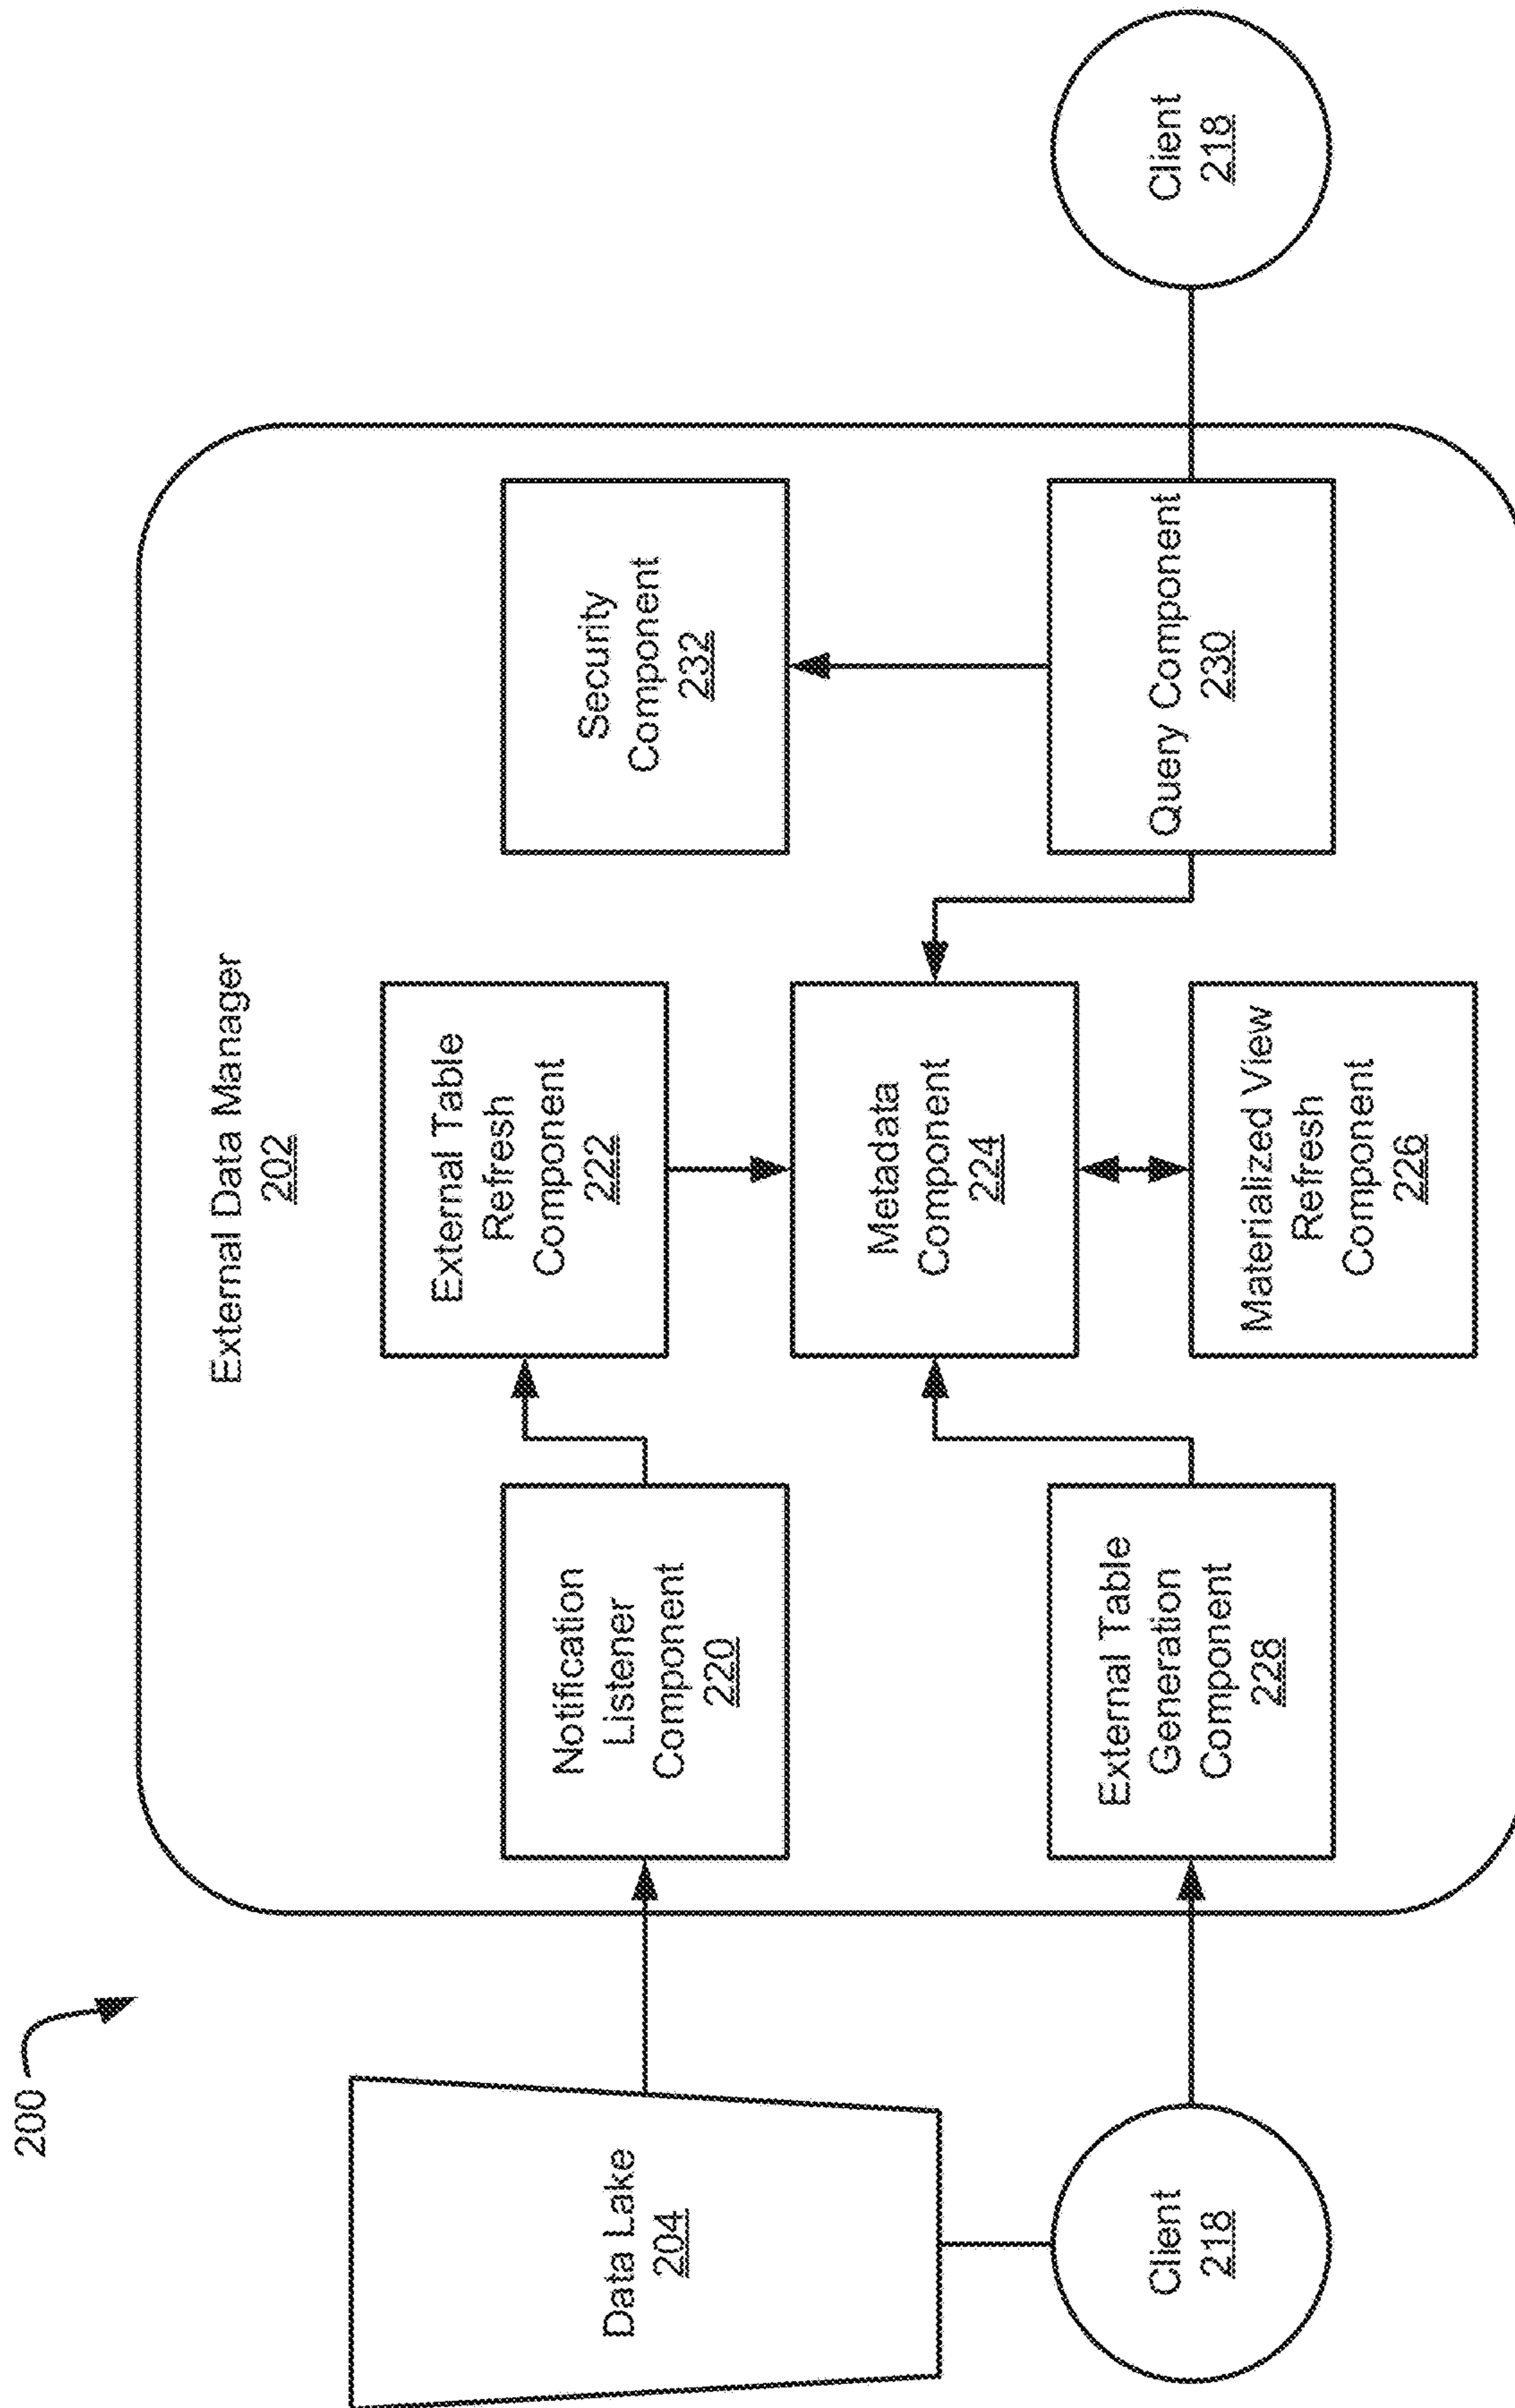 200
External Data Manager
202
Data Lake
204
Notification
Listener
Component
220
External Table
Refresh
Component
222
Security
Component
232
Metadata
Component
224
Client
218
External Table
Generation
Component
228
Materialized View
Refresh
Component
226
Query Component
230
Client
218